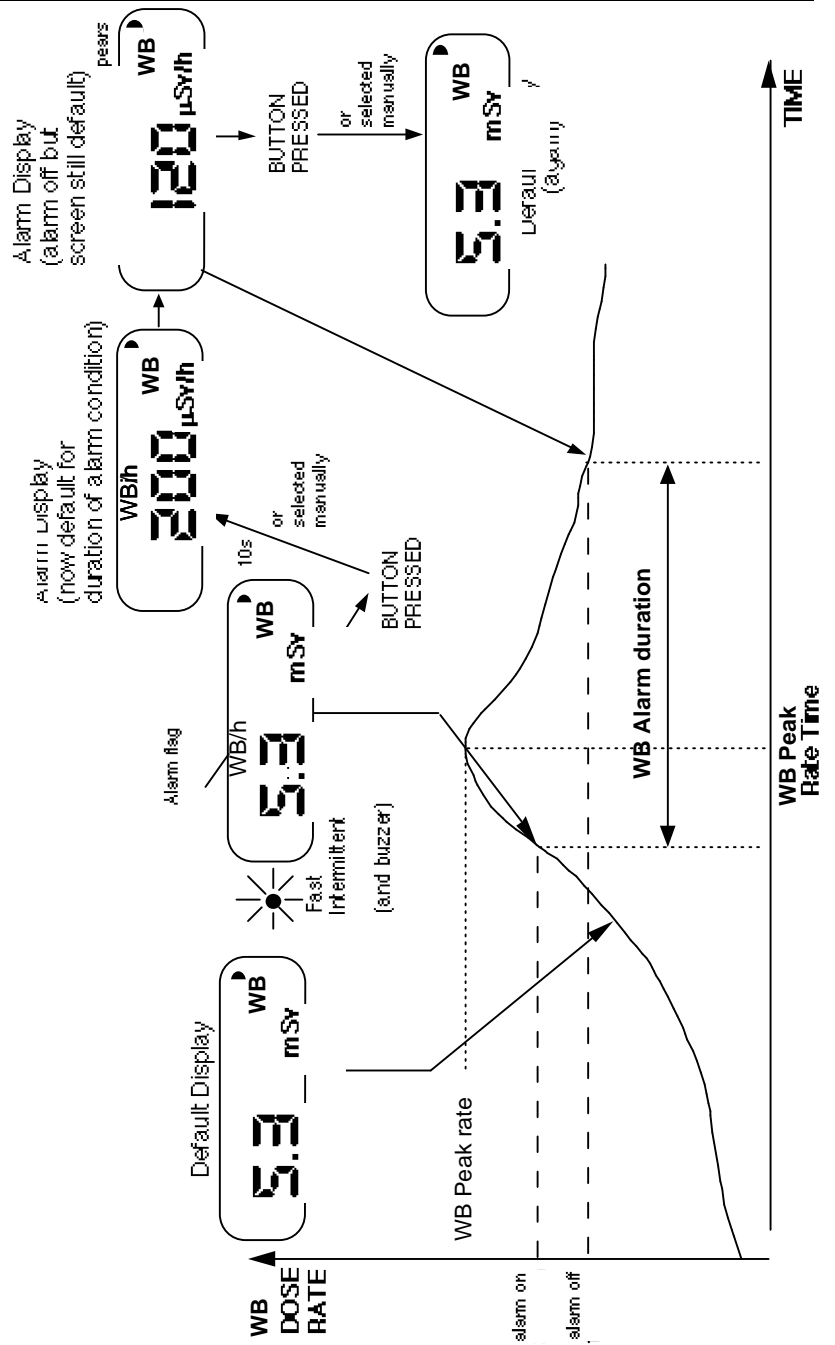 Default Display
5.3 WB
mSv
Fast
Intermittent
(and buzzer)
Alarm flag
WB/h
5.3 WB
mSv
10s
BUTTON
PRESSED
or
selected
manually
Alarm Display
(now default for
duration of alarm condition)
WB/h
200 WB
µSv/h
Alarm Display
(alarm off but
screen still default)
pears
120 WB
µSv/h
BUTTON
PRESSED
or
selected
manually
5.3 WB
mSv
WB
DOSE
RATE
WB Peak rate
alarm on
alarm off
WB Alarm duration
WB Peak
Rate Time
TIME